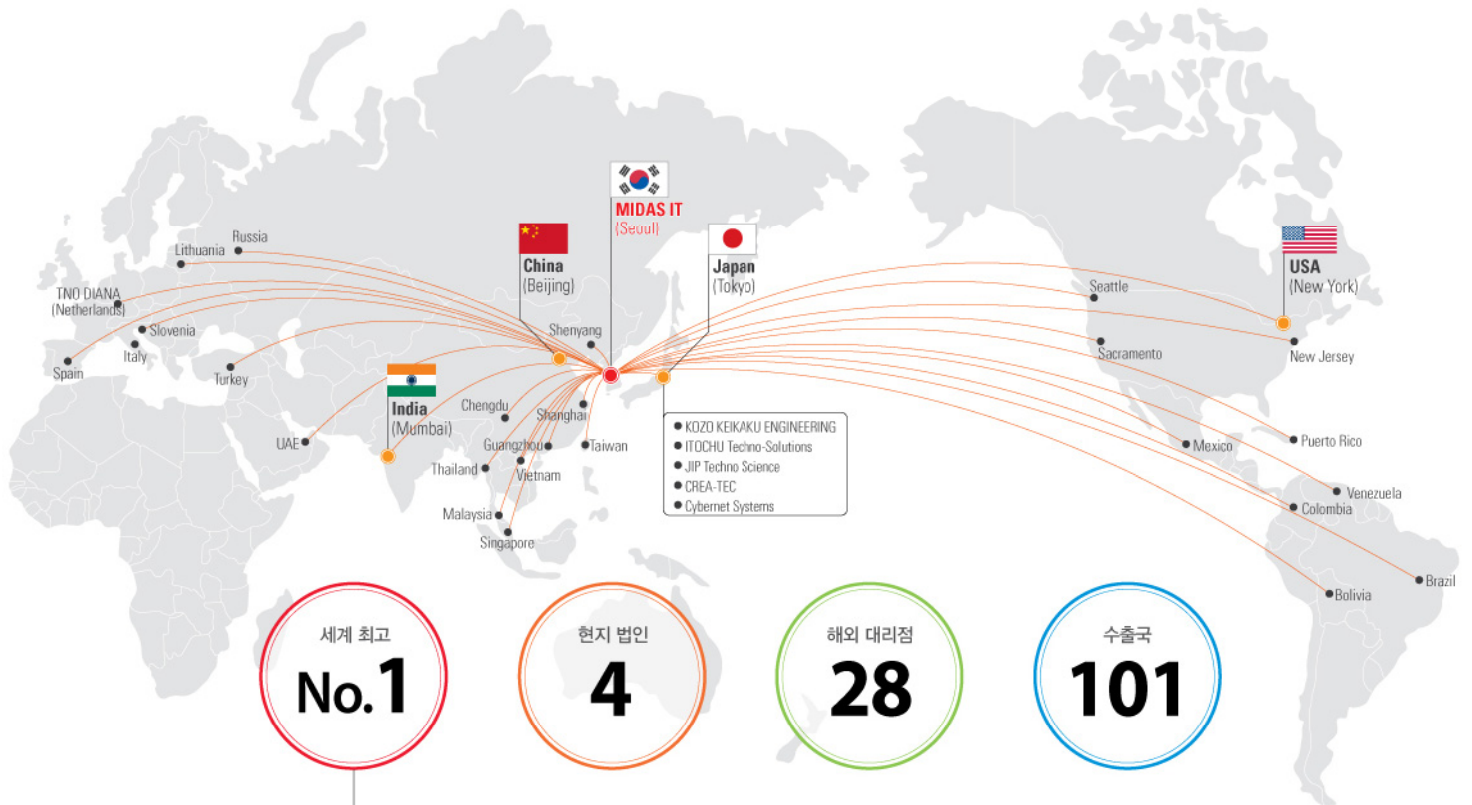 MIDAS IT
(Seoul)
China
(Beijing)
Japan
(Tokyo)
USA
(New York)
India
(Mumbai)
Russia
Lithuania
TNO DIANA
(Netherlands)
Slovenia
Italy
Spain
Turkey
UAE
Shenyang
Chengdu
Shanghai
Guangzhou
Taiwan
Thailand
Vietnam
Malaysia
Singapore
KOZO KEIKAKU ENGINEERING
ITOCHU Techno-Solutions
JIP Techno Science
CREA-TEC
Cybernet Systems
Seattle
Sacramento
New Jersey
Mexico
Puerto Rico
Venezuela
Colombia
Brazil
Bolivia
세계 최고
No.1
현지 법인
4
해외 대리점
28
수출국
101